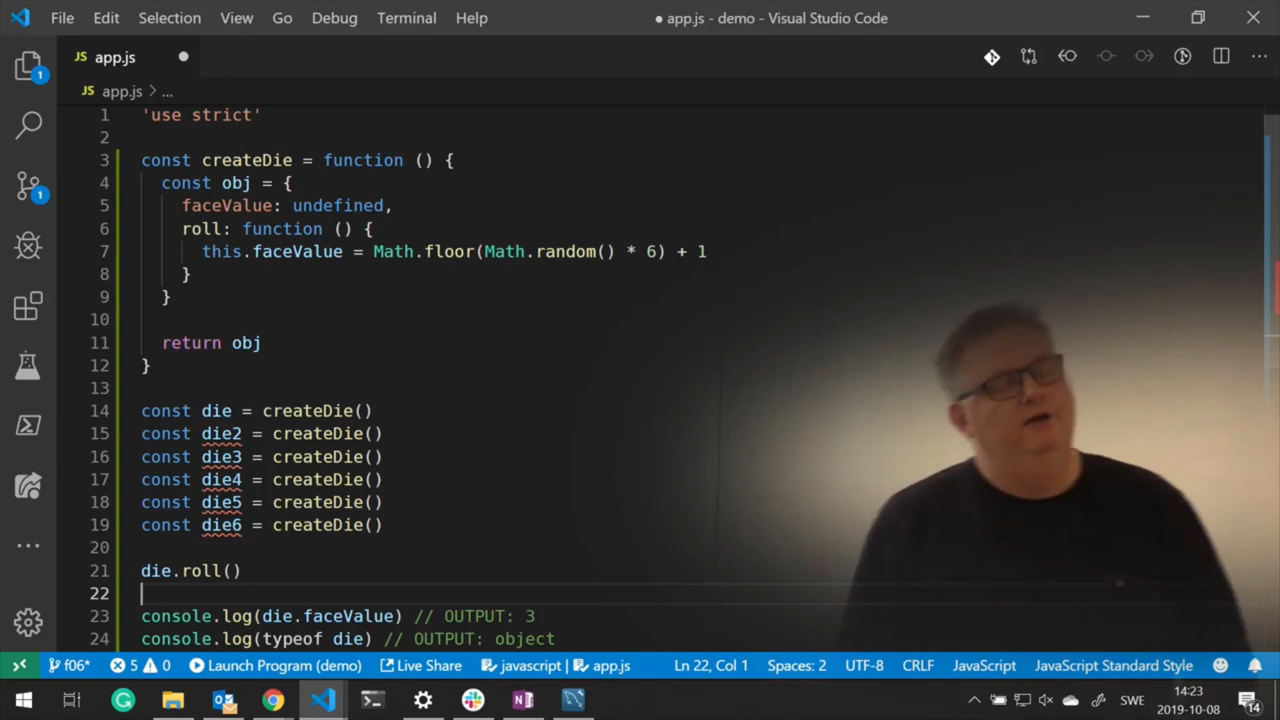 File Edit Selection View Go Debug Terminal Help ● app.js - demo - Visual Studio Code
JS app.js
1
JS app.js > ...
1 'use strict'
2
3 const createDie = function () {
4 const obj = {
5 faceValue: undefined,
6 roll: function () {
7 this.faceValue = Math.floor(Math.random() * 6) + 1
8 }
9 }
10
11 return obj
12 }
13
14 const die = createDie()
15 const die2 = createDie()
16 const die3 = createDie()
17 const die4 = createDie()
18 const die5 = createDie()
19 const die6 = createDie()
20
21 die.roll()
22
23 console.log(die.faceValue) // OUTPUT: 3
24 console.log(typeof die) // OUTPUT: object
1
f06* 5 0 Launch Program (demo) Live Share javascript | app.js Ln 22, Col 1 Spaces: 2 UTF-8 CRLF JavaScript JavaScript Standard Style
SWE 14:23
2019-10-08 14